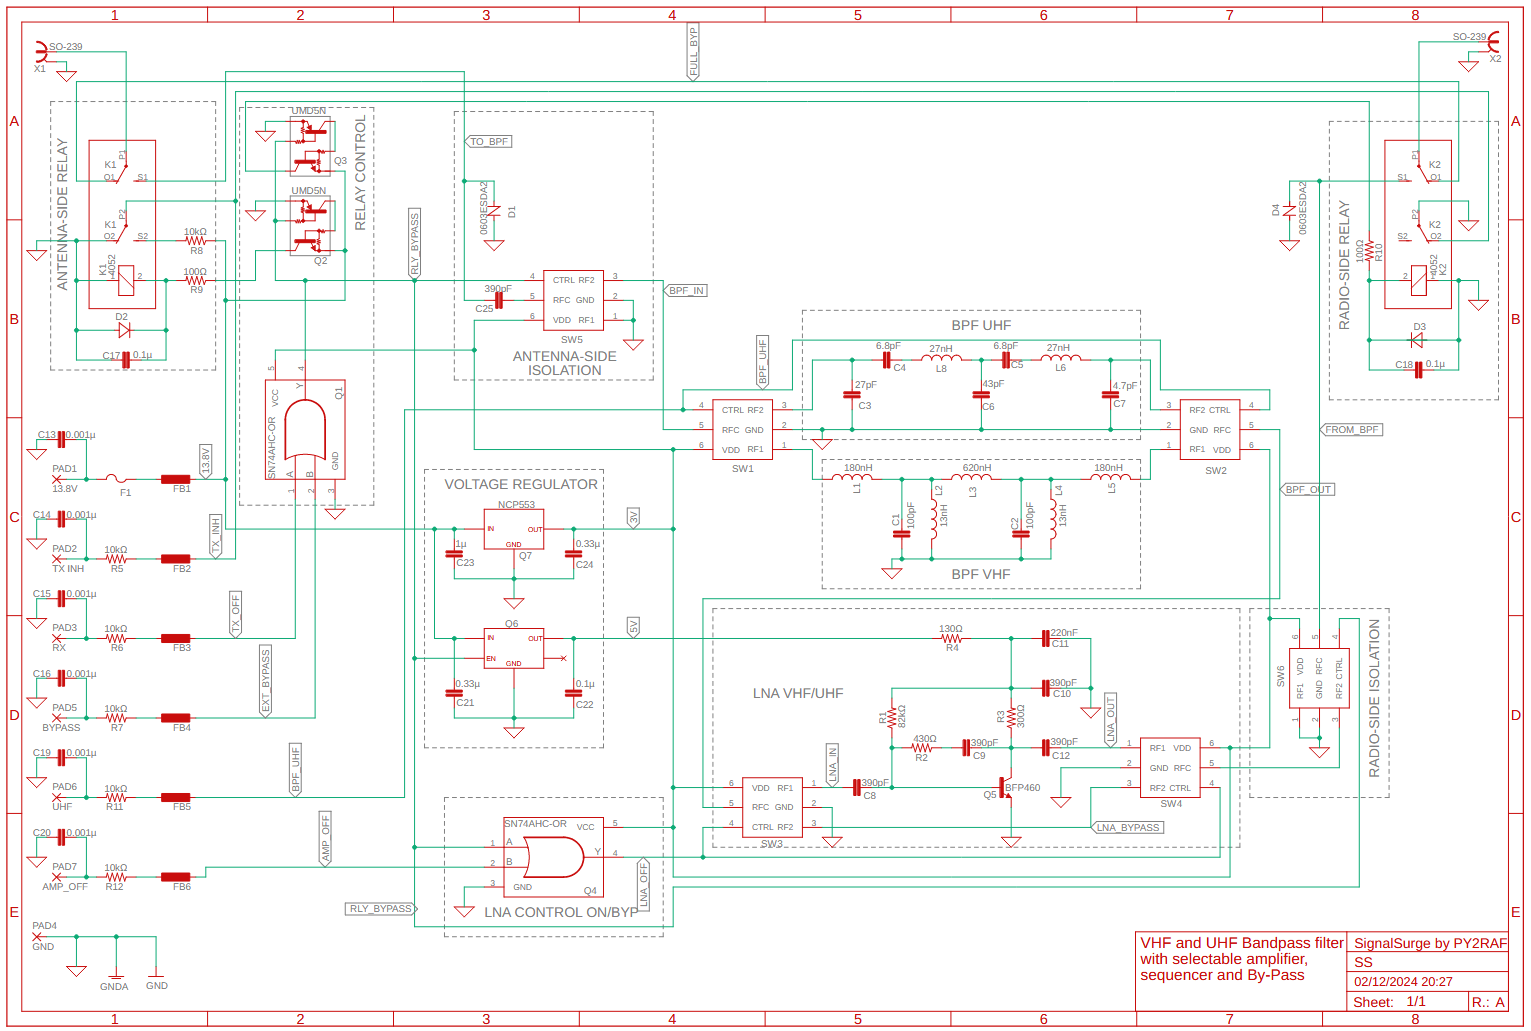 1 2 3 4 5 6 7 8
SO-239
X1
FULL_BYP
SO-239
X2
A
A
ANTENNA-SIDE RELAY
P1
K1
O1 S1
P2
K1
O2 S2
K1
4052
1 2
D2
C17 0.1µ
10kΩ
R8
100Ω
R9
UMD5N
Q3
UMD5N
Q2
RELAY CONTROL
RLY_BYPASS
TO_BPF
0603ESDA2
D1
390pF
C25
4 CTRL RF2 3
5 RFC GND 2
6 VDD RF1 1
SW5
ANTENNA-SIDE
ISOLATION
BPF_IN
D4
0603ESDA2
RADIO-SIDE RELAY
P1
K2
S1 O1
P2
K2
S2 O2
100Ω
R10
4052
K2
2 1
D3
C18 0.1µ
B
B
BPF UHF
BPF_UHF
6.8pF
C4
27nH
L8
6.8pF
C5
27nH
L6
27pF
C3
43pF
C6
4.7pF
C7
5 4
VCC Y
Q1
SN74AHC-OR
A B GND
1 2 3
4 CTRL RF2 3
5 RFC GND 2
6 VDD RF1 1
SW1
3 RF2 CTRL 4
2 GND RFC 5
1 RF1 VDD 6
SW2
FROM_BPF
BPF_OUT
180nH
L1
620nH
L3
180nH
L5
C1
100pF
L2
13nH
C2
100pF
L4
13nH
BPF VHF
C
C
C13 0.001µ
PAD1
13.8V
F1
FB1
13.8V
C14 0.001µ
PAD2
TX INH
10kΩ
R5
FB2
TX_INH
C15 0.001µ
PAD3
RX
10kΩ
R6
FB3
TX_OFF
C16 0.001µ
PAD5
BYPASS
10kΩ
R7
FB4
EXT_BYPASS
C19 0.001µ
PAD6
UHF
10kΩ
R11
FB5
BPF_UHF
C20 0.001µ
PAD7
AMP_OFF
10kΩ
R12
FB6
AMP_OFF
PAD4
GND
GNDA
GND
VOLTAGE REGULATOR
NCP553
IN OUT
GND
Q7
1µ
C23
0.33µ
C24
3V
Q6
IN OUT
EN
GND
0.33µ
C21
0.1µ
C22
5V
D
D
LNA VHF/UHF
130Ω
R4
220nF
C11
390pF
C10
R1
82kΩ
R3
300Ω
430Ω
R2
390pF
C9
390pF
C12
LNA_OUT
LNA_IN
390pF
C8
Q5
BFP460
6 VDD RF1 1
5 RFC GND 2
4 CTRL RF2 3
SW3
1 RF1 VDD 6
2 GND RFC 5
3 RF2 CTRL 4
SW4
LNA_BYPASS
SW6
6 5 4
VDD RFC CTRL
RF1 GND RF2
1 2 3
RADIO-SIDE ISOLATION
SN74AHC-OR
VCC 5
1 A
2 B
Y 4
3 GND
Q4
LNA_OFF
LNA CONTROL ON/BYP
RLY_BYPASS
E
E
VHF and UHF Bandpass filter
with selectable amplifier,
sequencer and By-Pass
SignalSurge by PY2RAF
SS
02/12/2024 20:27
Sheet: 1/1 R.: A
1 2 3 4 5 6 7 8